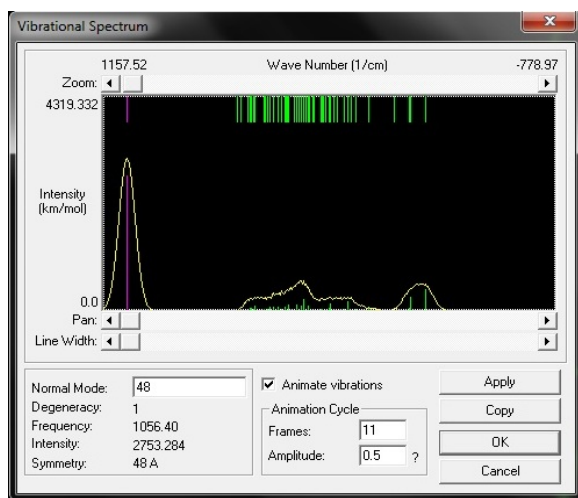 Vibrational Spectrum
1157.52 Wave Number (1/cm) -778.97
Zoom:
4319.332
Intensity
(km/mol)
0.0
Pan:
Line Width:
Normal Mode: 48
Degeneracy: 1
Frequency: 1056.40
Intensity: 2753.284
Symmetry: 48 A
Animate vibrations
Animation Cycle
Frames: 11
Amplitude: 0.5 ?
Apply
Copy
OK
Cancel